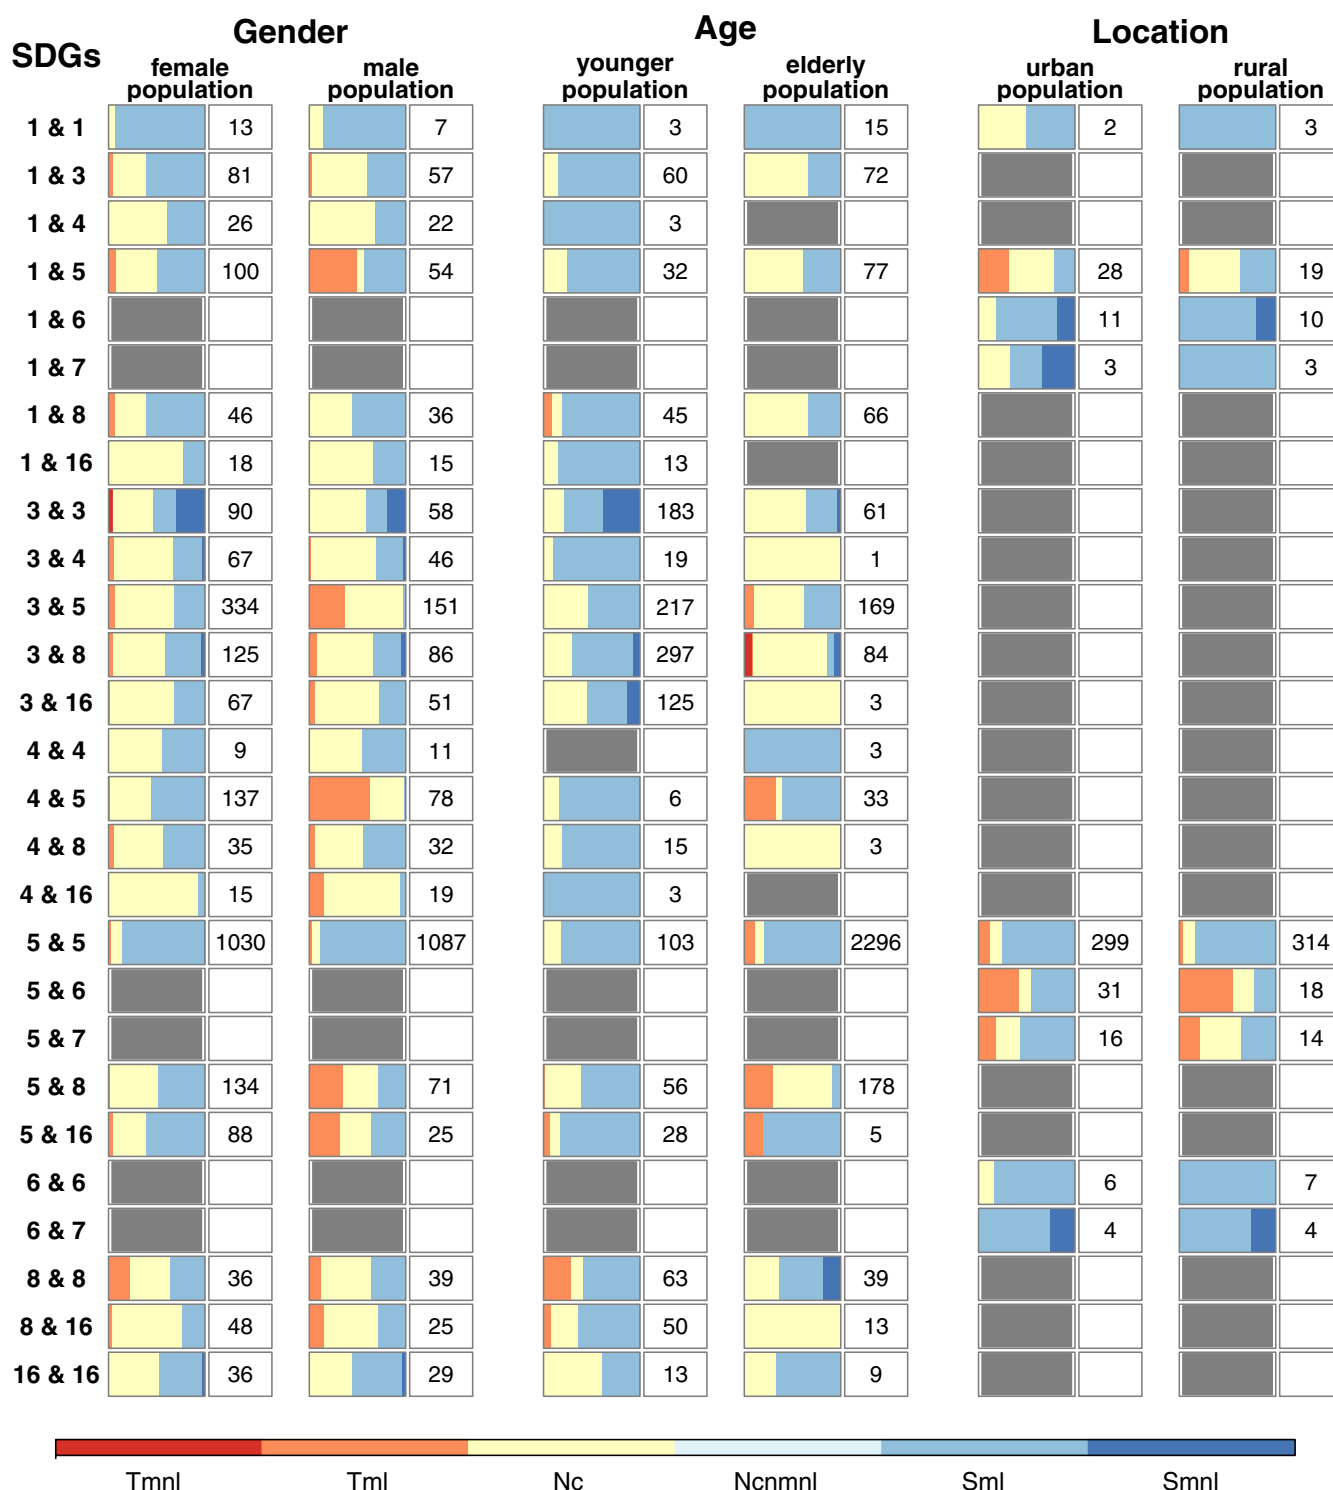 Gender Age Location
SDGs female population male population younger population elderly population urban population rural population
1 & 1 13 7 3 15 2 3
1 & 3 81 57 60 72
1 & 4 26 22 3
1 & 5 100 54 32 77 28 19
1 & 6 11 10
1 & 7 3 3
1 & 8 46 36 45 66
1 & 16 18 15 13
3 & 3 90 58 183 61
3 & 4 67 46 19 1
3 & 5 334 151 217 169
3 & 8 125 86 297 84
3 & 16 67 51 125 3
4 & 4 9 11 3
4 & 5 137 78 6 33
4 & 8 35 32 15 3
4 & 16 15 19 3
5 & 5 1030 1087 103 2296 299 314
5 & 6 31 18
5 & 7 16 14
5 & 8 134 71 56 178
5 & 16 88 25 28 5
6 & 6 6 7
6 & 7 4 4
8 & 8 36 39 63 39
8 & 16 48 25 50 13
16 & 16 36 29 13 9
Tmnl Tml Nc Ncnmnl Sml Smnl